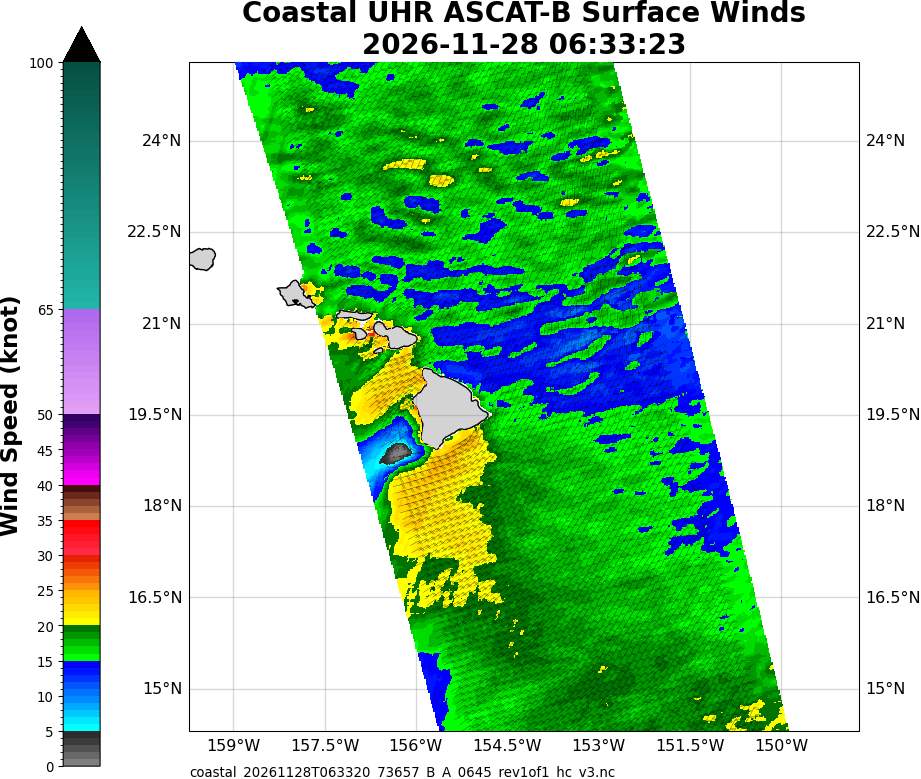 Coastal UHR ASCAT-B Surface Winds
2026-11-28 06:33:23
Wind Speed (knot)
100
65
50
45
40
35
30
25
20
15
10
5
0
24°N
22.5°N
21°N
19.5°N
18°N
16.5°N
15°N
24°N
22.5°N
21°N
19.5°N
18°N
16.5°N
15°N
159°W 157.5°W 156°W 154.5°W 153°W 151.5°W 150°W
coastal_20261128T063320_73657_B_A_0645_rev1of1_hc_v3.nc